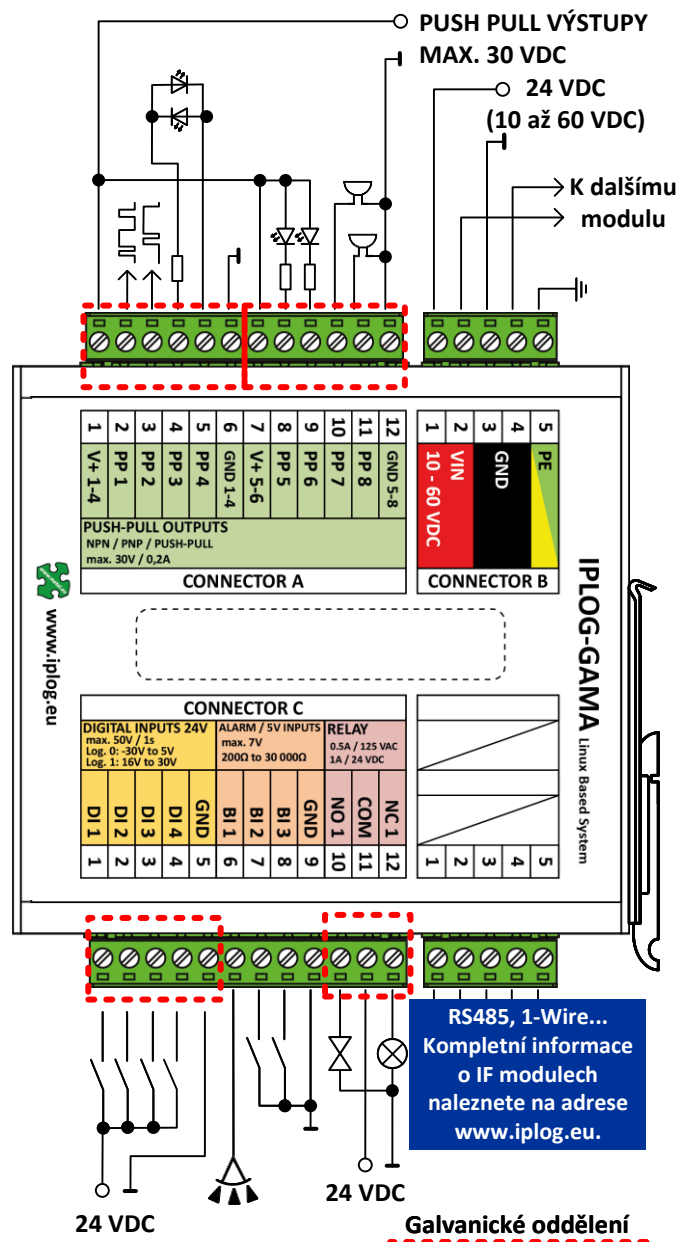 PUSH PULL VÝSTUPY
MAX. 30 VDC
24 VDC
(10 až 60 VDC)
K dalšímu
modulu
1 2 3 4 5 6 7 8 9 10 11 12
V+ 1-4 PP 1 PP 2 PP 3 PP 4 GND 1-4 V+ 5-6 PP 5 PP 6 PP 7 PP 8 GND 5-8
PUSH-PULL OUTPUTS
NPN / PNP / PUSH-PULL
max. 30V / 0,2A
CONNECTOR A
1 2 3 4 5
10 - 60 VDC
VIN
GND
PE
CONNECTOR B
www.iplog.eu
IPLOG-GAMA
Linux Based System
CONNECTOR C
DIGITAL INPUTS 24V
max. 50V / 1s
Log. 0: -30V to 5V
Log. 1: 16V to 30V
ALARM / 5V INPUTS
max. 7V
200Ω to 30 000Ω
RELAY
0.5A / 125 VAC
1A / 24 VDC
DI 1 DI 2 DI 3 DI 4 GND BI 1 BI 2 BI 3 GND NO 1 COM NC 1
1 2 3 4 5 6 7 8 9 10 11 12
1 2 3 4 5
RS485, 1-Wire...
Kompletní informace
o IF modulech
naleznete na adrese
www.iplog.eu.
24 VDC
24 VDC
Galvanické oddělení